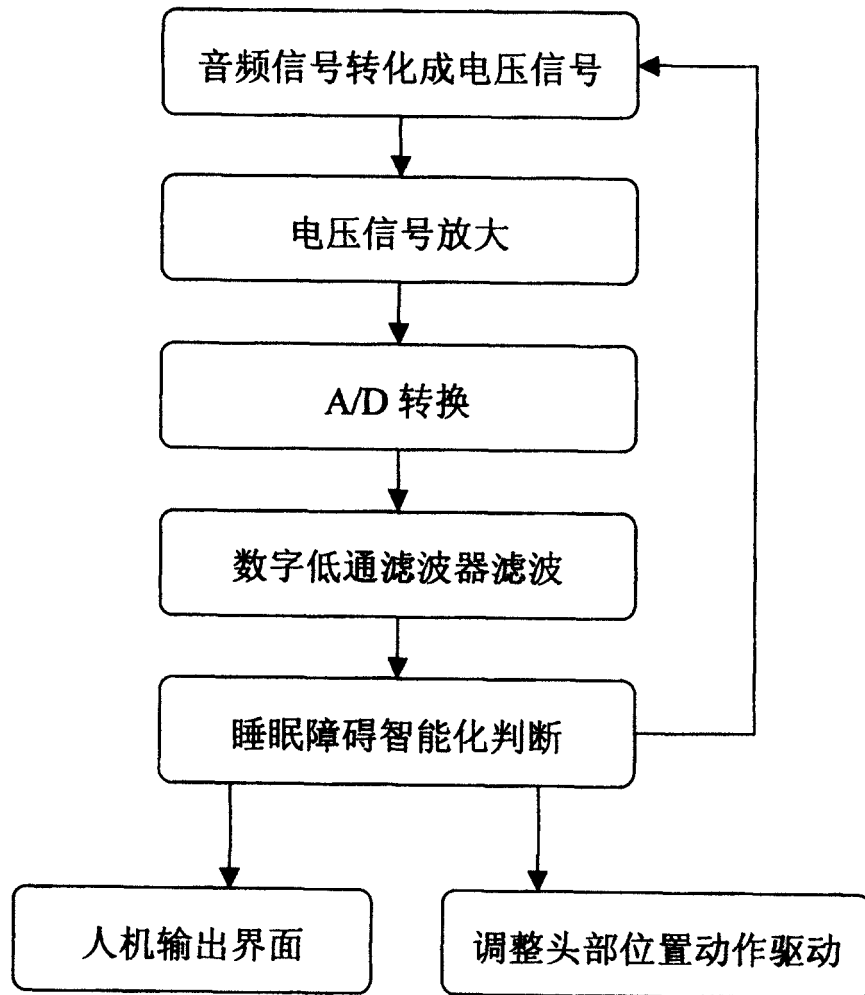 音频信号转化成电压信号
电压信号放大
A/D 转换
数字低通滤波器滤波
睡眠障碍智能化判断
人机输出界面
调整头部位置动作驱动